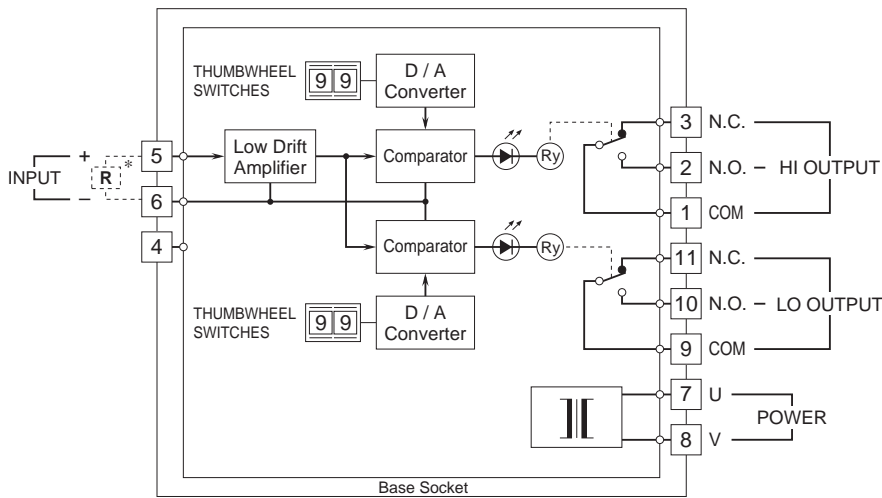 THUMBWHEEL
SWITCHES
9 9
D / A
Converter
INPUT
+
−
R
*
5
6
4
Low Drift
Amplifier
Comparator
Ry
3 N.C.
2 N.O.
1 COM
HI OUTPUT
Comparator
Ry
11 N.C.
10 N.O.
9 COM
LO OUTPUT
THUMBWHEEL
SWITCHES
9 9
D / A
Converter
7 U
8 V
POWER
Base Socket